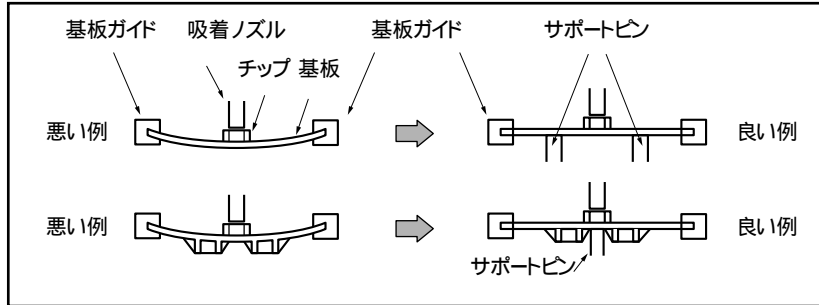 基板ガイド 吸着ノズル 基板ガイド サポートピン
チップ 基板
悪い例 良い例
悪い例 良い例
サポートピン